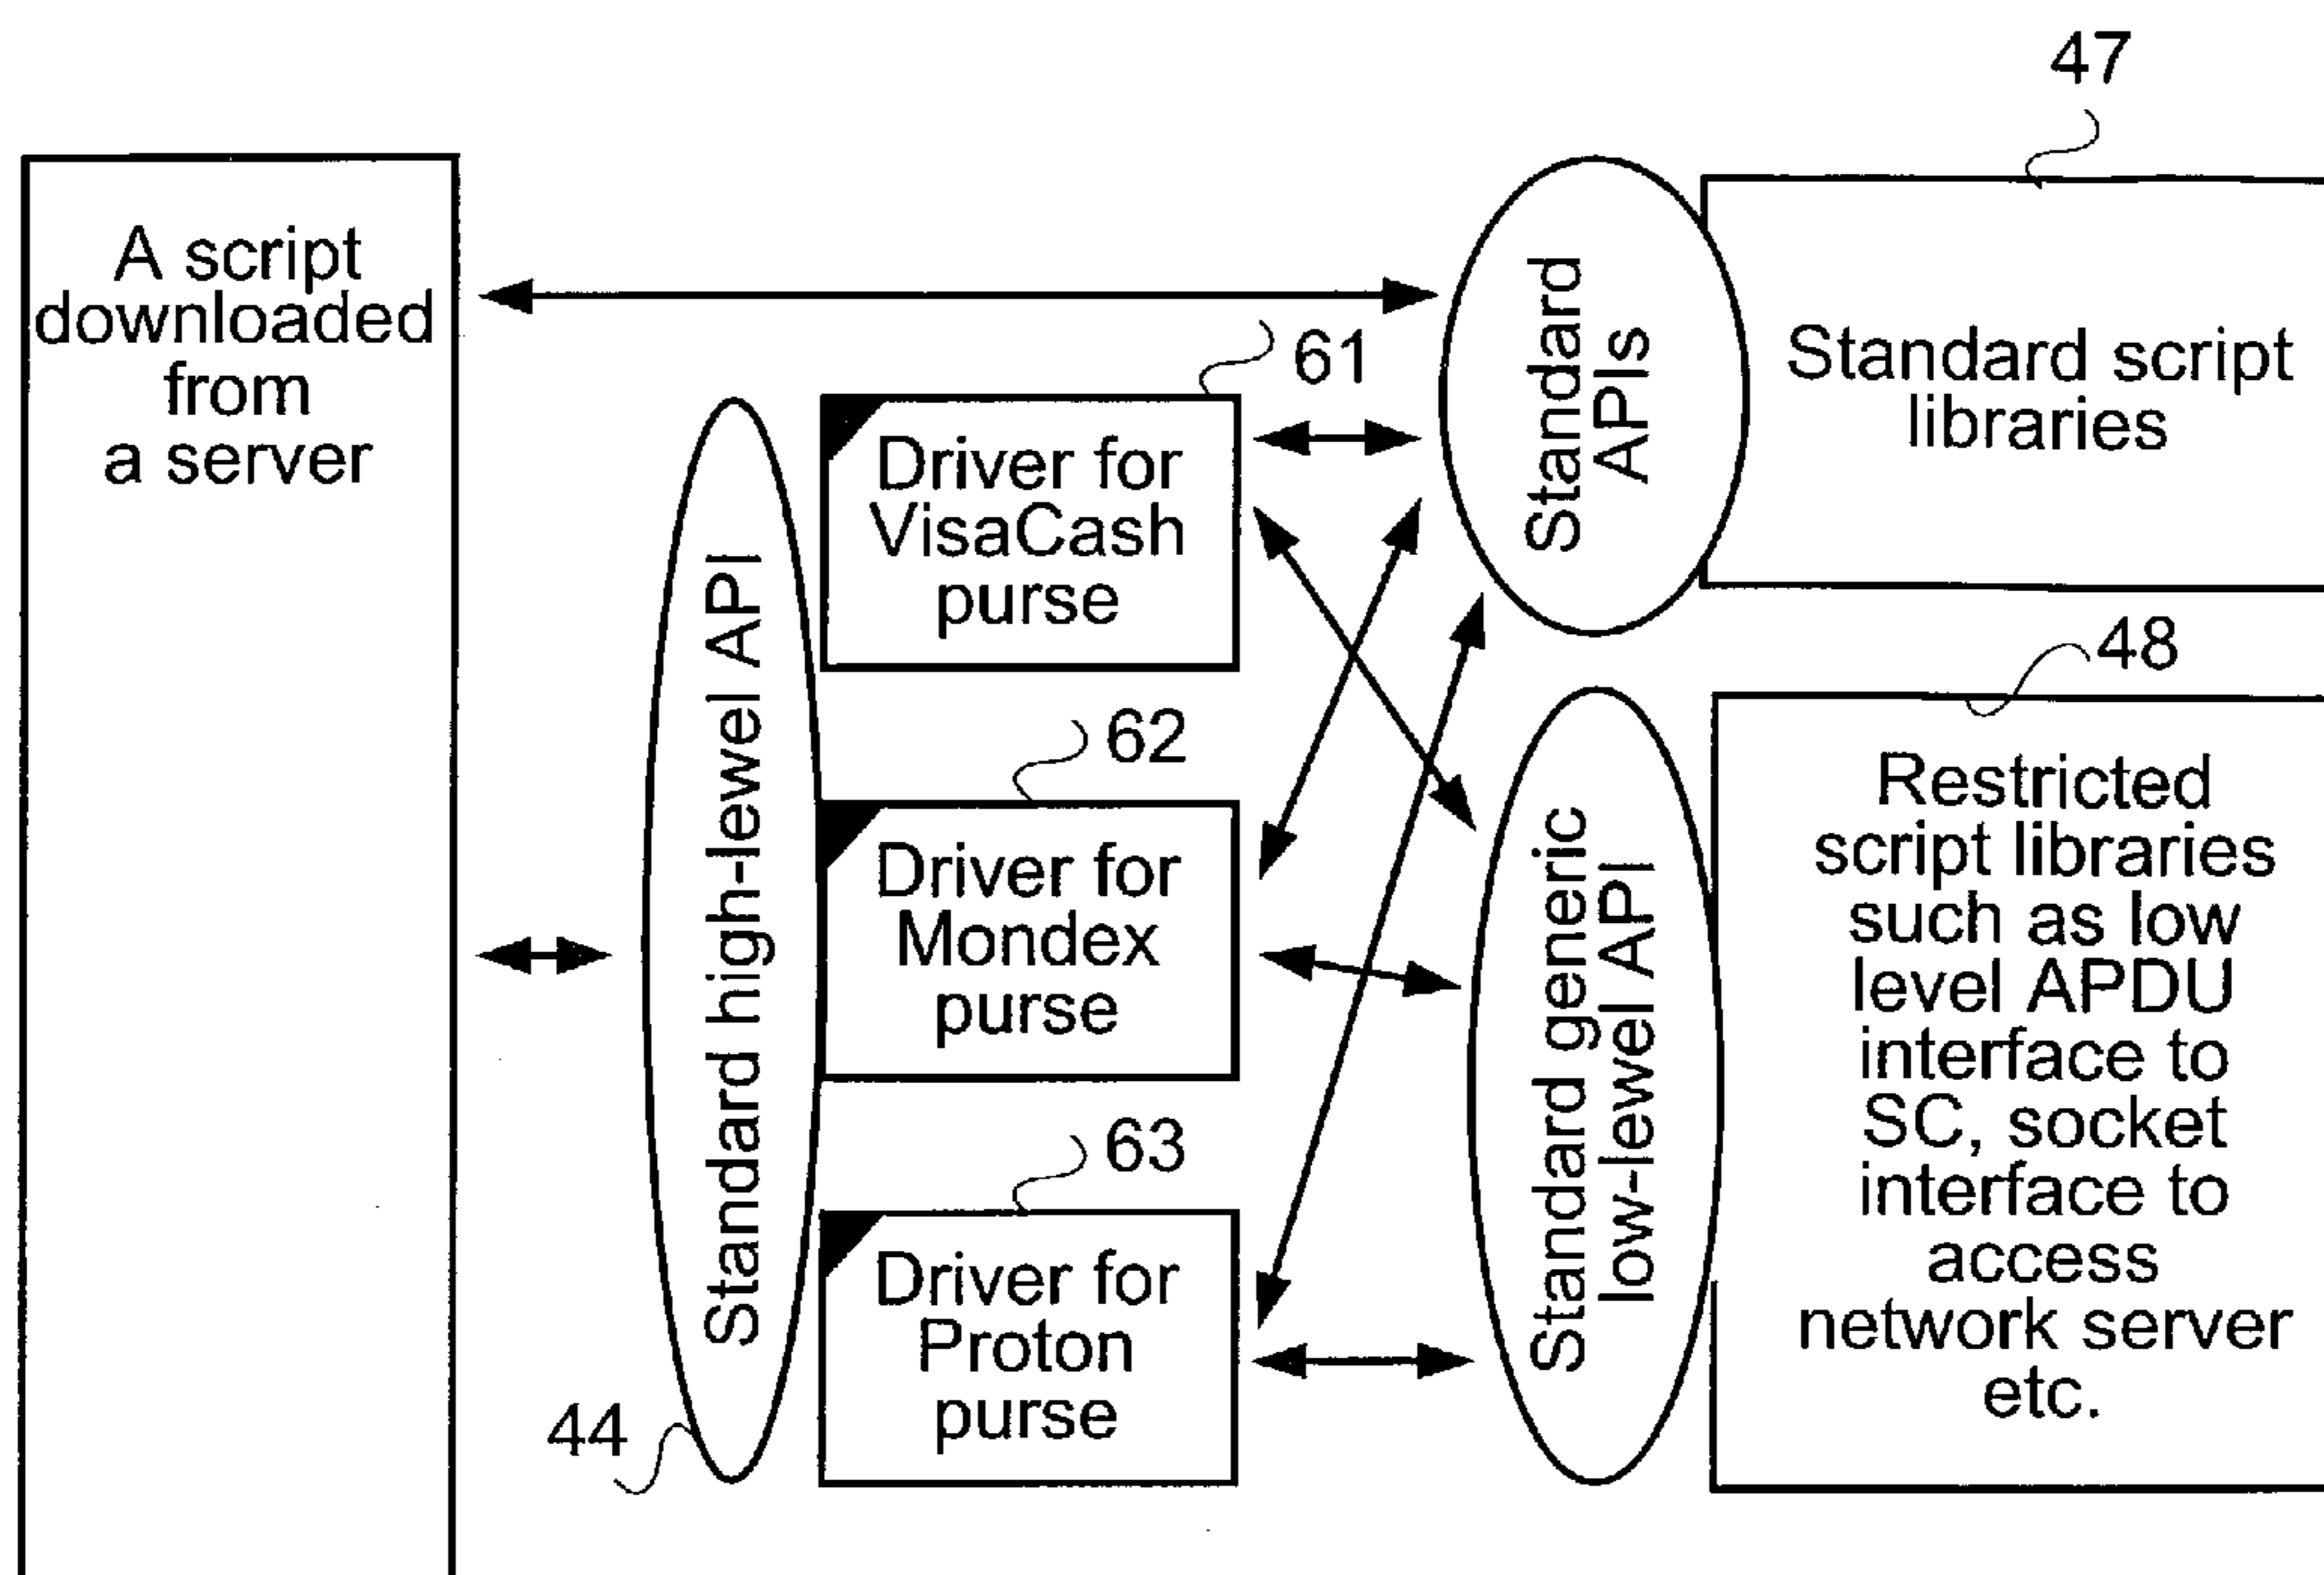 47
A script
downloaded
from
a server
Standard
APIs
Standard script
libraries
61
Driver for
VisaCash
purse
Standard high-lewel API
44
62
Driver for
Mondex
purse
63
Driver for
Proton
purse
Standard generic
low-lewel API
48
Restricted
script libraries
such as low
level APDU
interface to
SC, socket
interface to
access
network server
etc.